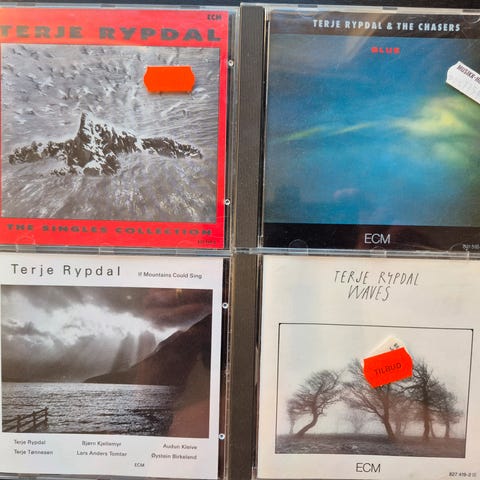 ECM
TERJE RYPDAL
THE SINGLES COLLECTION
TERJE RYPDAL & THE CHASERS
BLUE
ECM
Terje Rypdal If Mountains Could Sing
Terje Rypdal Bjørn Kjellemyr Audun Kleive
Terje Tønnesen Lars Anders Tomter Øystein Birkeland
ECM
TERJE RYPDAL
WAVES
TILBUD
ECM
827 419-2